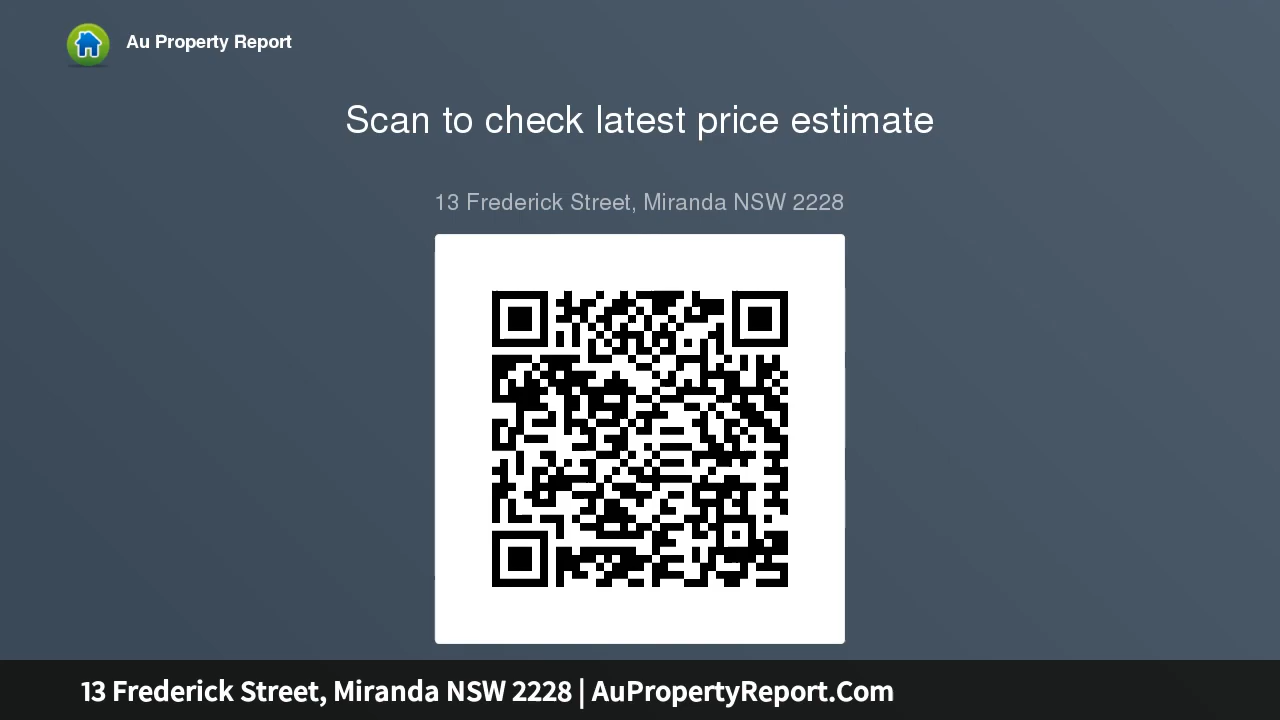 Au Property Report
Scan to check latest price estimate
13 Frederick Street, Miranda NSW 2228
13 Frederick Street, Miranda NSW 2228 | AuPropertyReport.Com